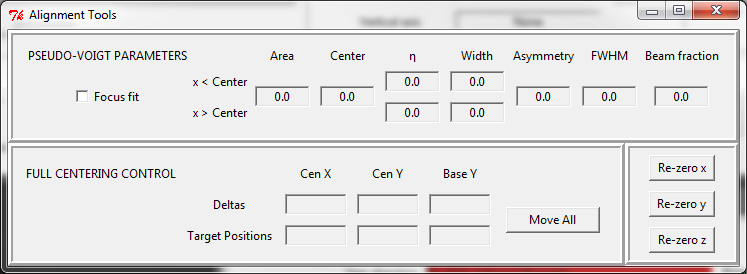 Alignment Tools
PSEUDO-VOIGT PARAMETERS
Area Center η Width Asymmetry FWHM Beam fraction
x < Center 0.0 0.0
Focus fit 0.0 0.0 0.0 0.0 0.0
x > Center 0.0 0.0
FULL CENTERING CONTROL
Cen X Cen Y Base Y
Deltas
Target Positions
Move All
Re-zero x
Re-zero y
Re-zero z